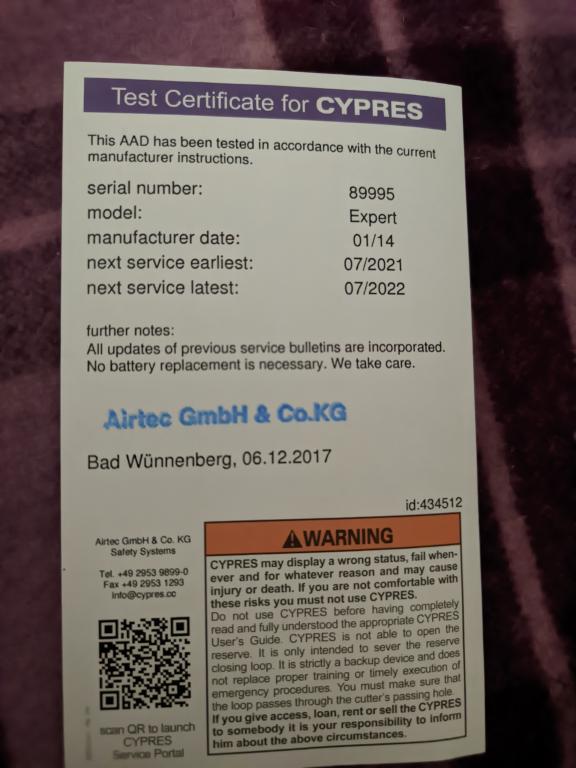 Test Certificate for CYPRES
This AAD has been tested in accordance with the current
manufacturer instructions.
serial number: 89995
model: Expert
manufacturer date: 01/14
next service earliest: 07/2021
next service latest: 07/2022
further notes:
All updates of previous service bulletins are incorporated.
No battery replacement is necessary. We take care.
Airtec GmbH & Co.KG
Bad Wünnenberg, 06.12.2017
id:434512
Airtec GmbH & Co. KG
Safety Systems
Tel. +49 2953 9899-0
Fax +49 2953 1293
info@cypres.cc
scan QR to launch
CYPRES
Service Portal
WARNING
CYPRES may display a wrong status, fail when-
ever and for whatever reason and may cause
injury or death. If you are not comfortable with
these risks you must not use CYPRES.
Do not use CYPRES before having completely
read and fully understood the appropriate CYPRES
User's Guide. CYPRES is not able to open the
reserve. It is only intended to sever the reserve
closing loop. It is strictly a backup device and does
not replace proper training or timely execution of
emergency procedures. You must make sure that
the loop passes through the cutter's passing hole.
If you give access, loan, rent or sell the CYPRES
to somebody it is your responsibility to inform
him about the above circumstances.